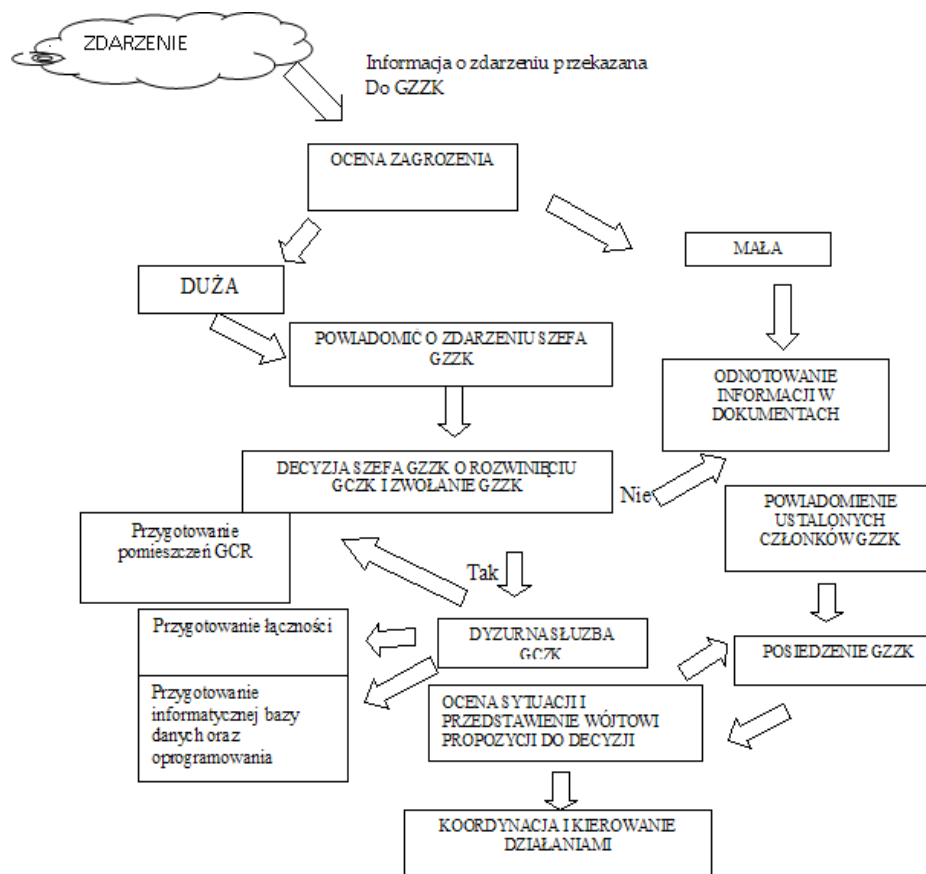 ZDARZENIE
Informacja o zdarzeniu przekazana
Do GZZK
OCENA ZAGROZENIA
MAŁA
DUŻA
POWIADOMIĆ O ZDARZENIU SZEFA
GZZK
ODNOTOWANIE
INFORMACJI W
DOKUMENTACH
DECYZJA SZEFA GZZK O ROZWINIĘCIU
GCZK I ZWOŁANIE GZZK
Nie
POWIADOMIENIE
USTALONYCH
CZŁONKÓW GZZK
Przygotowanie
pomieszczeń GCR
Tak
Przygotowanie łączności
DYZURNA SŁUZBA
GCZK
POSIEDZENIE GZZK
Przygotowanie
informatycznej bazy
danych oraz
oprogramowania
OCENA SYTUACJI I
PRZEDSTAWIENIE WÓJTOWI
PROPOZYCJI DO DECYZJI
KOORDYNACJA I KIEROWANIE
DZIAŁANIAMI